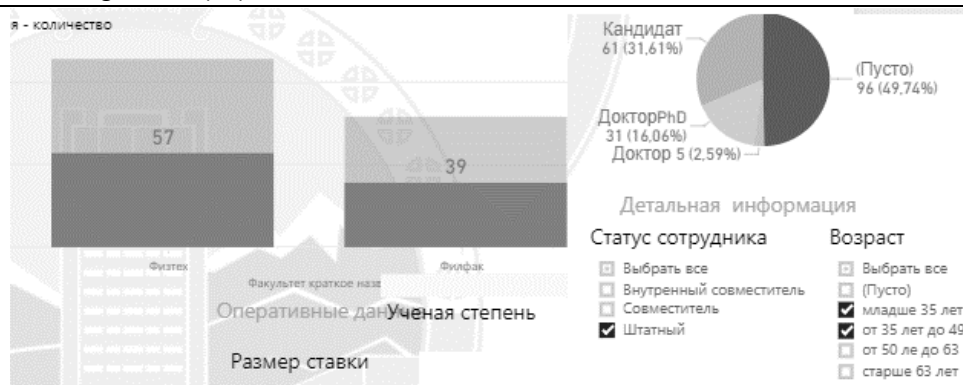 я - количество
57
39
Физтех
Филфак
Факультет краткое назв
Оперативные данные
Ученая степень
Размер ставки
Кандидат
61 (31,61%)
(Пусто)
96 (49,74%)
ДокторPhD
31 (16,06%)
Доктор 5 (2,59%)
Детальная информация
Статус сотрудника
Выбрать все
Внутренный совместитель
Совместитель
Штатный
Возраст
Выбрать все
(Пусто)
младше 35 лет
от 35 лет до 49
от 50 ле до 63
старше 63 лет